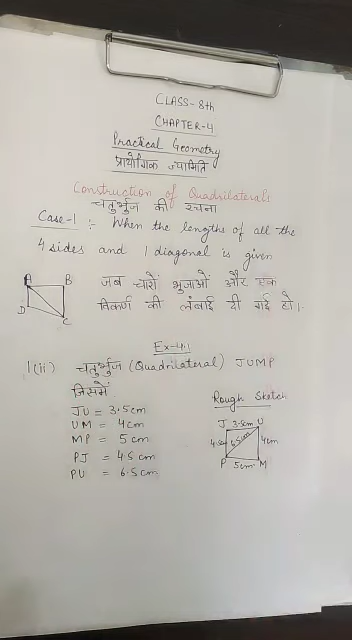 CLASS-8th
CHAPTER-4
Practical Geometry
प्रायोगिक ज्यामिति
Construction of Quadrilaterals
चतुर्भुज की रचना
Case-1 :- When the lengths of all the
4 sides and 1 diagonal is given
A B
D
C
जब चारों भुजाओं और एक
विकर्ण की लंबाई दी गई हो।
Ex-4.1
1(ii) चतुर्भुज (Quadrilateral) JUMP
जिसमें
Rough Sketch
JU = 3.5cm
UM = 4cm
MP = 5cm
PJ = 4.5cm
PU = 6.5cm
J 3.5cm U
4.5cm 6.5cm 4cm
P 5cm M